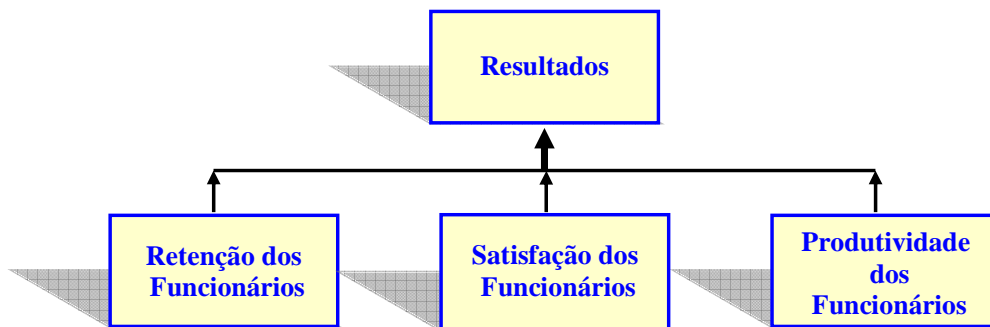 Resultados
Retenção dos
Funcionários
Satisfação dos
Funcionários
Produtividade
dos
Funcionários